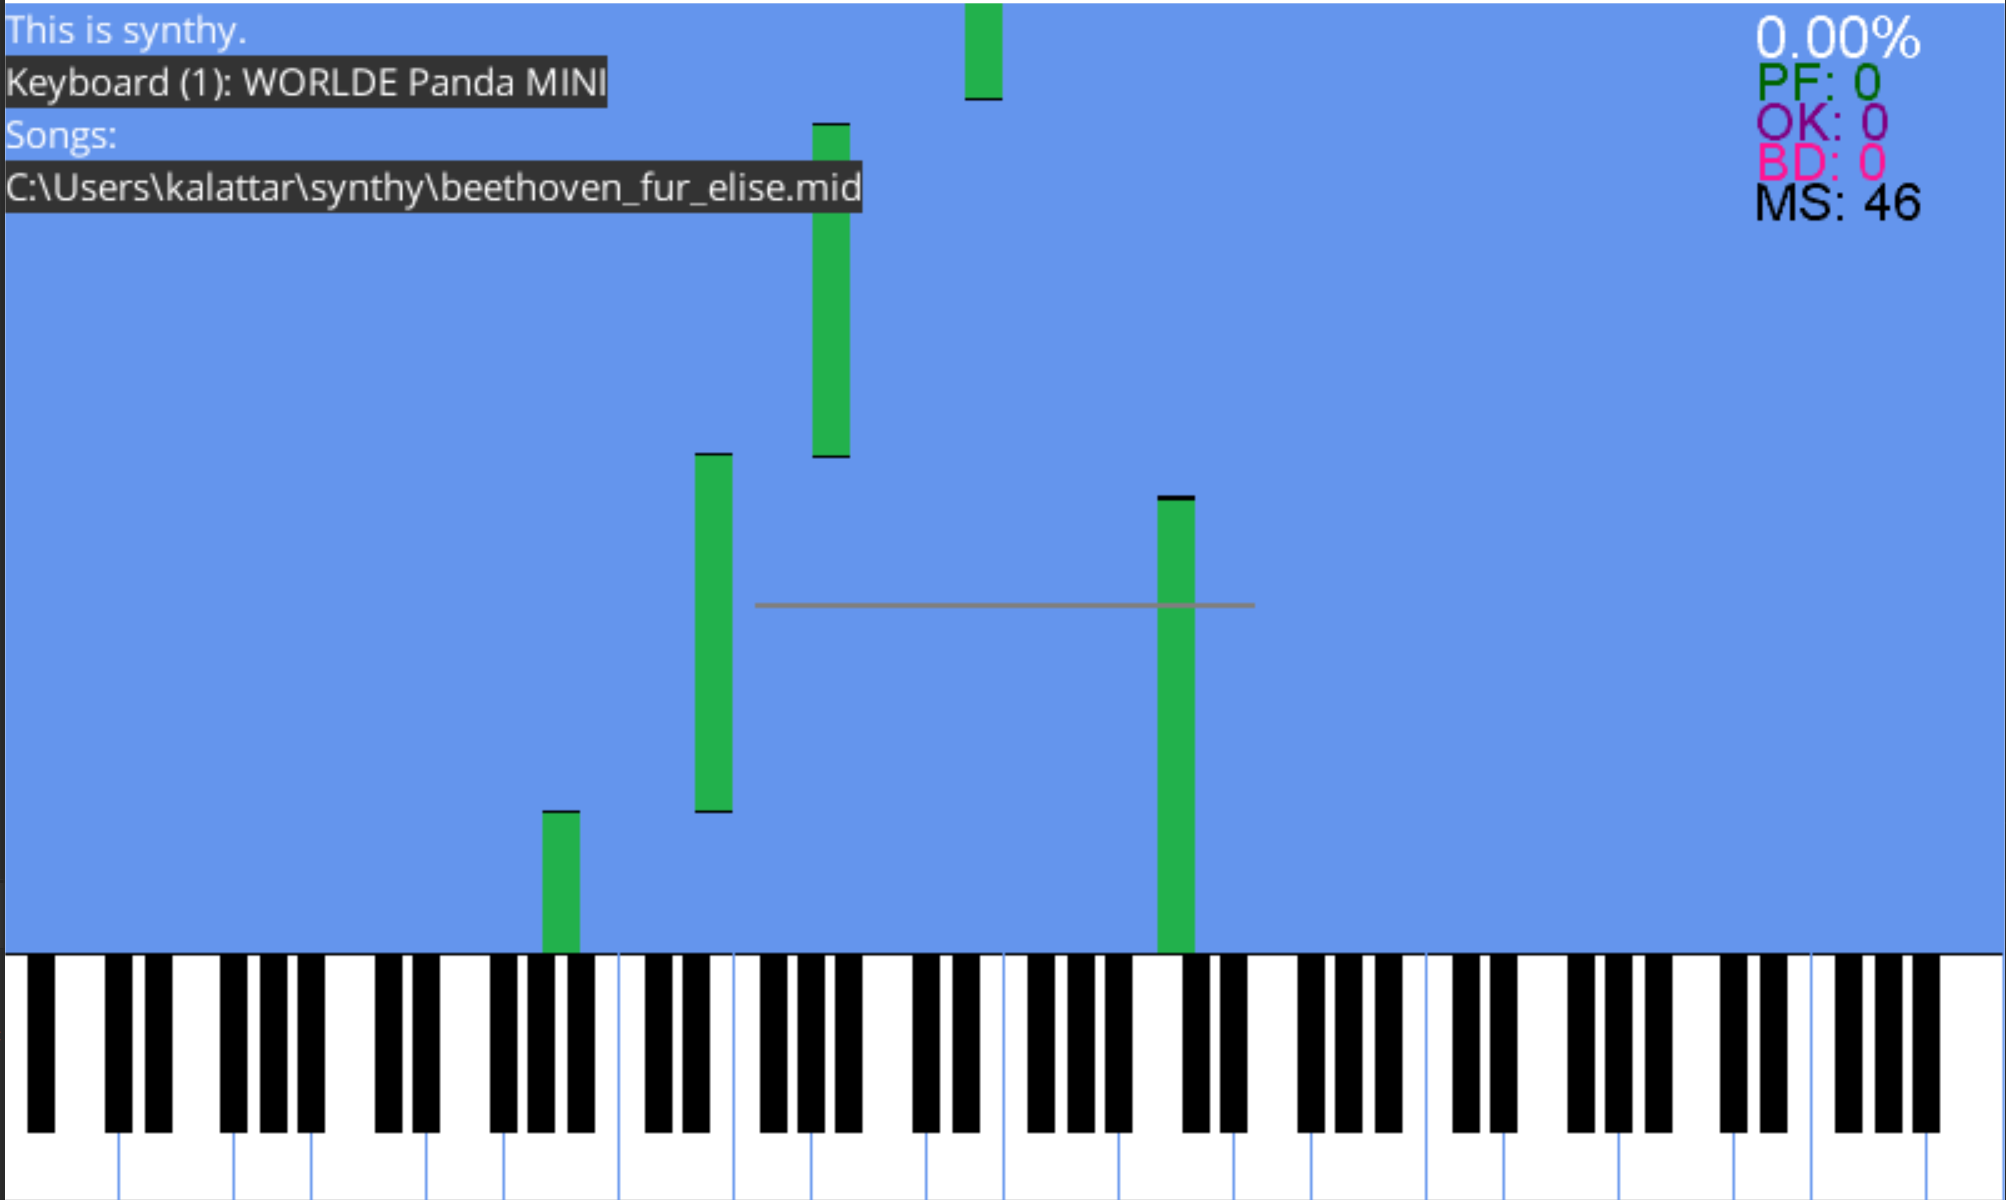 This is synthy.
Keyboard (1): WORLDE Panda MINI
Songs:
C:\Users\kalattar\synthy\beethoven_fur_elise.mid
0.00%
PF: 0
OK: 0
BD: 0
MS: 46